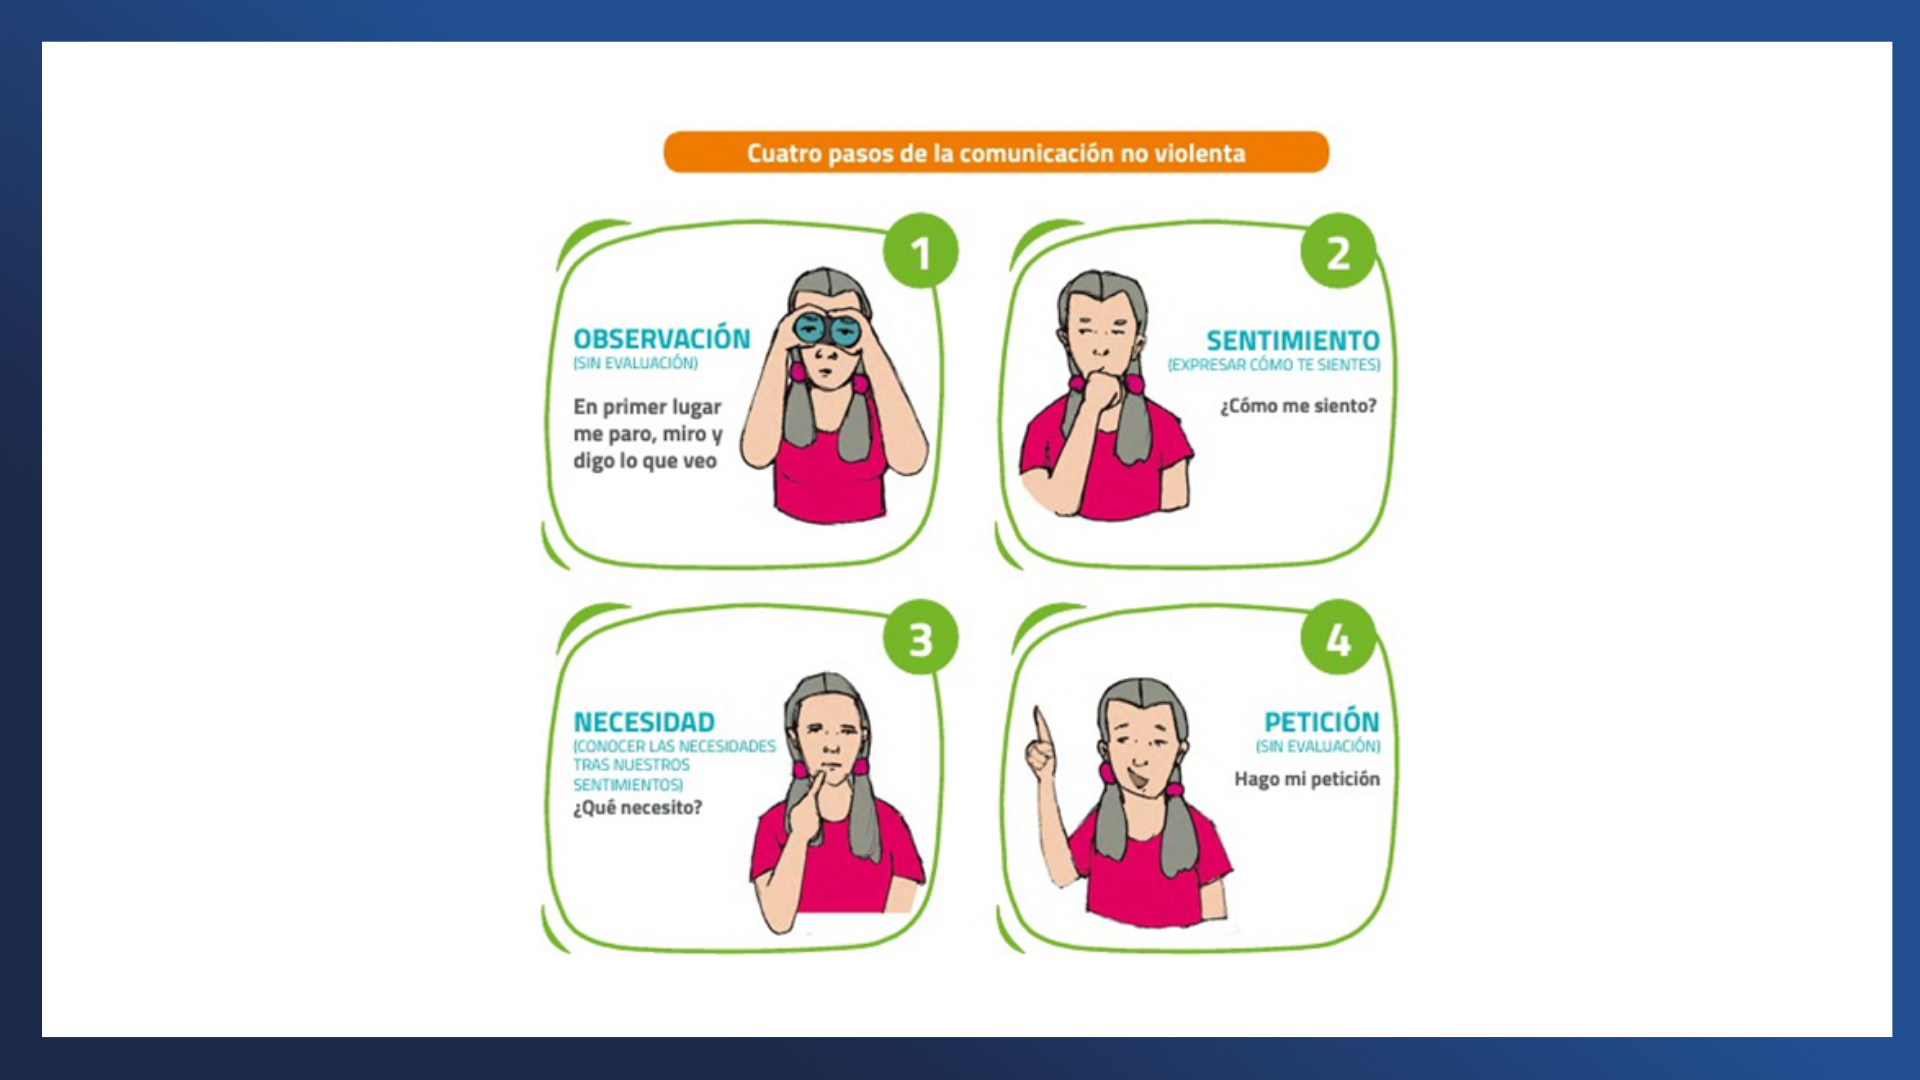 Cuatro pasos de la comunicación no violenta
1
OBSERVACIÓN
(SIN EVALUACIÓN)
En primer lugar
me paro, miro y
digo lo que veo
2
SENTIMIENTO
(EXPRESAR CÓMO TE SIENTES)
¿Cómo me siento?
3
NECESIDAD
(CONOCER LAS NECESIDADES
TRAS NUESTROS
SENTIMIENTOS)
¿Qué necesito?
4
PETICIÓN
(SIN EVALUACIÓN)
Hago mi petición